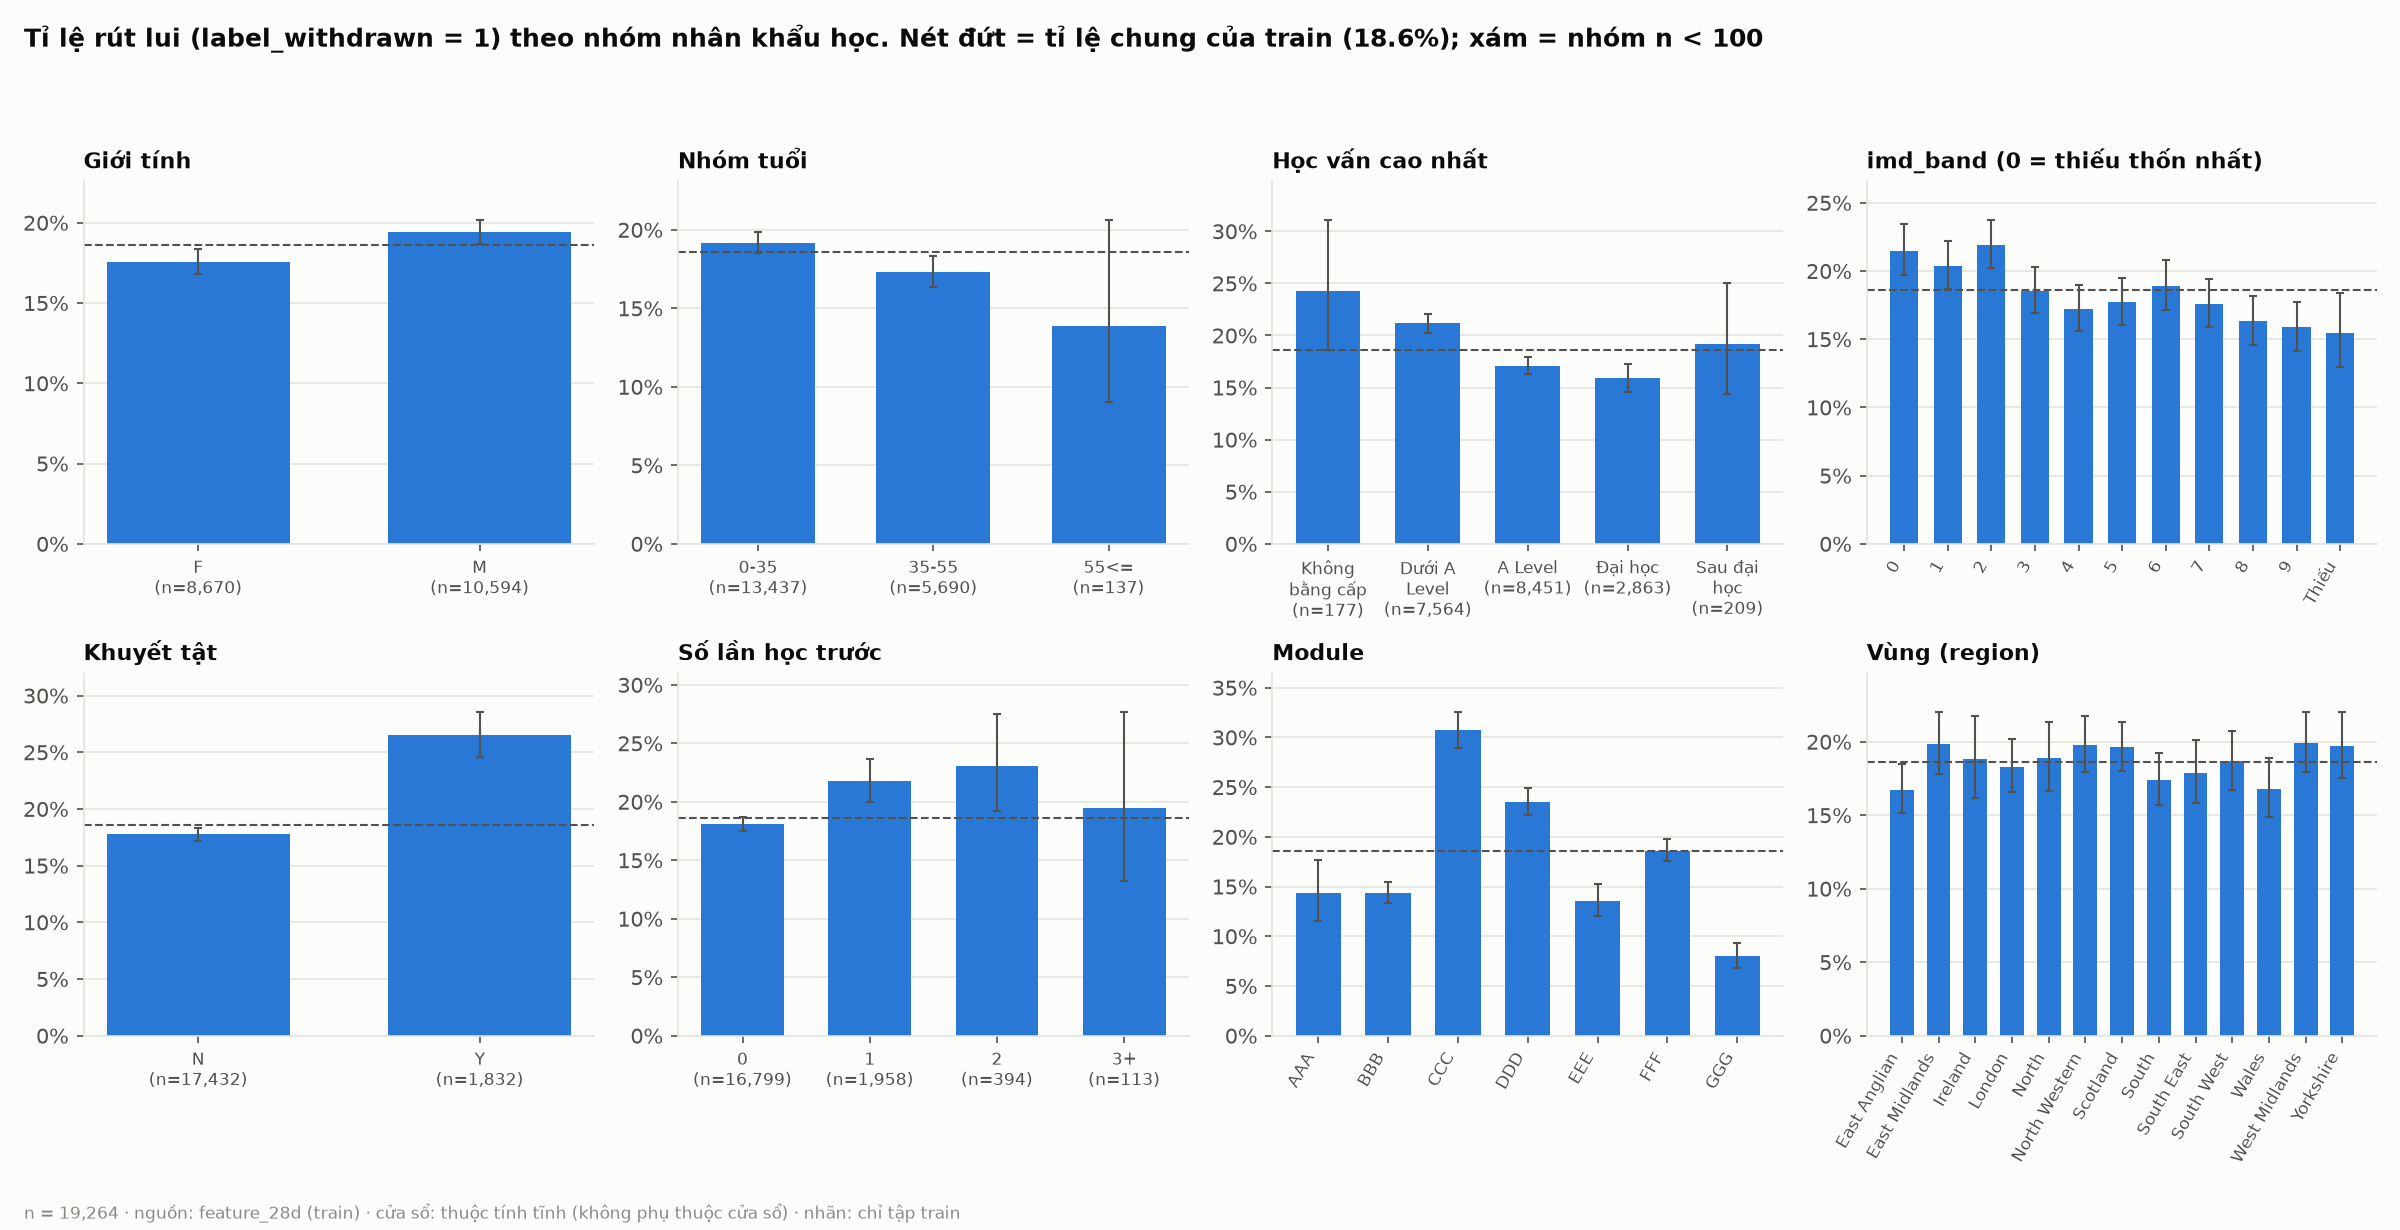 Tỉ lệ rút lui (label_withdrawn = 1) theo nhóm nhân khẩu học. Nét đứt = tỉ lệ chung của train (18.6%); xám = nhóm n < 100
Giới tính
20%
15%
10%
5%
0%
F
(n=8,670)
M
(n=10,594)
Nhóm tuổi
20%
15%
10%
5%
0%
0-35
(n=13,437)
35-55
(n=5,690)
55<=
(n=137)
Học vấn cao nhất
30%
25%
20%
15%
10%
5%
0%
Không
bằng cấp
(n=177)
Dưới A
Level
(n=7,564)
A Level
(n=8,451)
Đại học
(n=2,863)
Sau đại
học
(n=209)
imd_band (0 = thiếu thốn nhất)
25%
20%
15%
10%
5%
0%
0
1
2
3
4
5
6
7
8
9
Thiếu
Khuyết tật
30%
25%
20%
15%
10%
5%
0%
N
(n=17,432)
Y
(n=1,832)
Số lần học trước
30%
25%
20%
15%
10%
5%
0%
0
(n=16,799)
1
(n=1,958)
2
(n=394)
3+
(n=113)
Module
35%
30%
25%
20%
15%
10%
5%
0%
AAA
BBB
CCC
DDD
EEE
FFF
GGG
Vùng (region)
20%
15%
10%
5%
0%
East Anglian
East Midlands
Ireland
London
North
North Western
Scotland
South
South East
South West
Wales
West Midlands
Yorkshire
n = 19,264 · nguồn: feature_28d (train) · cửa sổ: thuộc tính tĩnh (không phụ thuộc cửa sổ) · nhãn: chỉ tập train